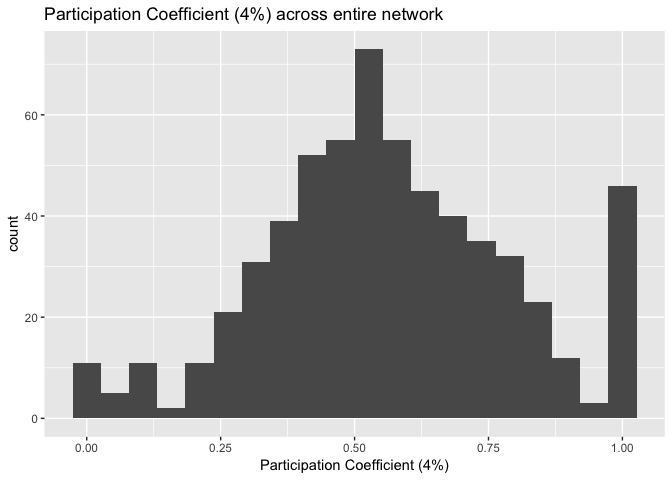 Participation Coefficient (4%) across entire network
60
40
20
0
count
0.00 0.25 0.50 0.75 1.00
Participation Coefficient (4%)